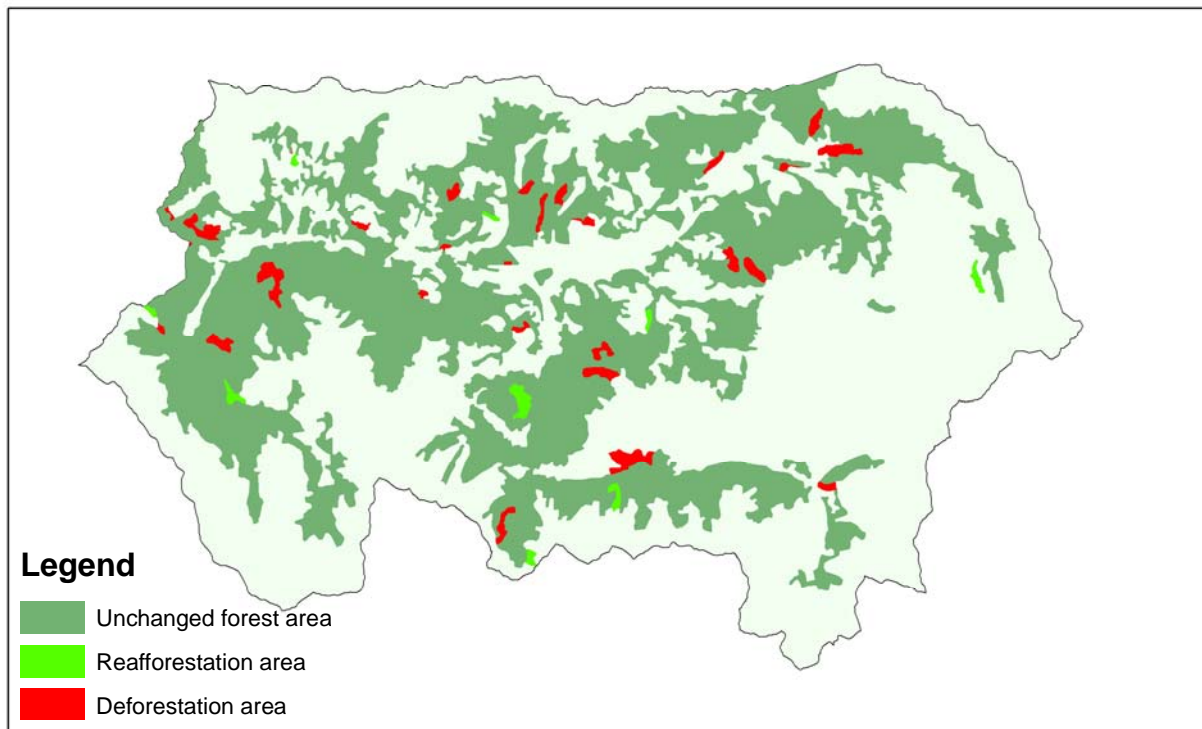 Legend
Unchanged forest area
Reafforestation area
Deforestation area